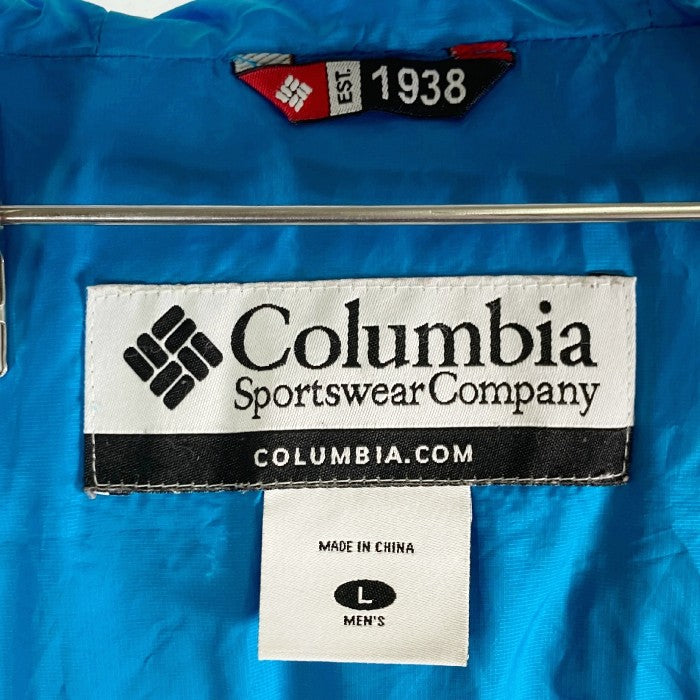 EST. 1938
Columbia
Sportswear Company
COLUMBIA.COM
MADE IN CHINA
L
MEN'S